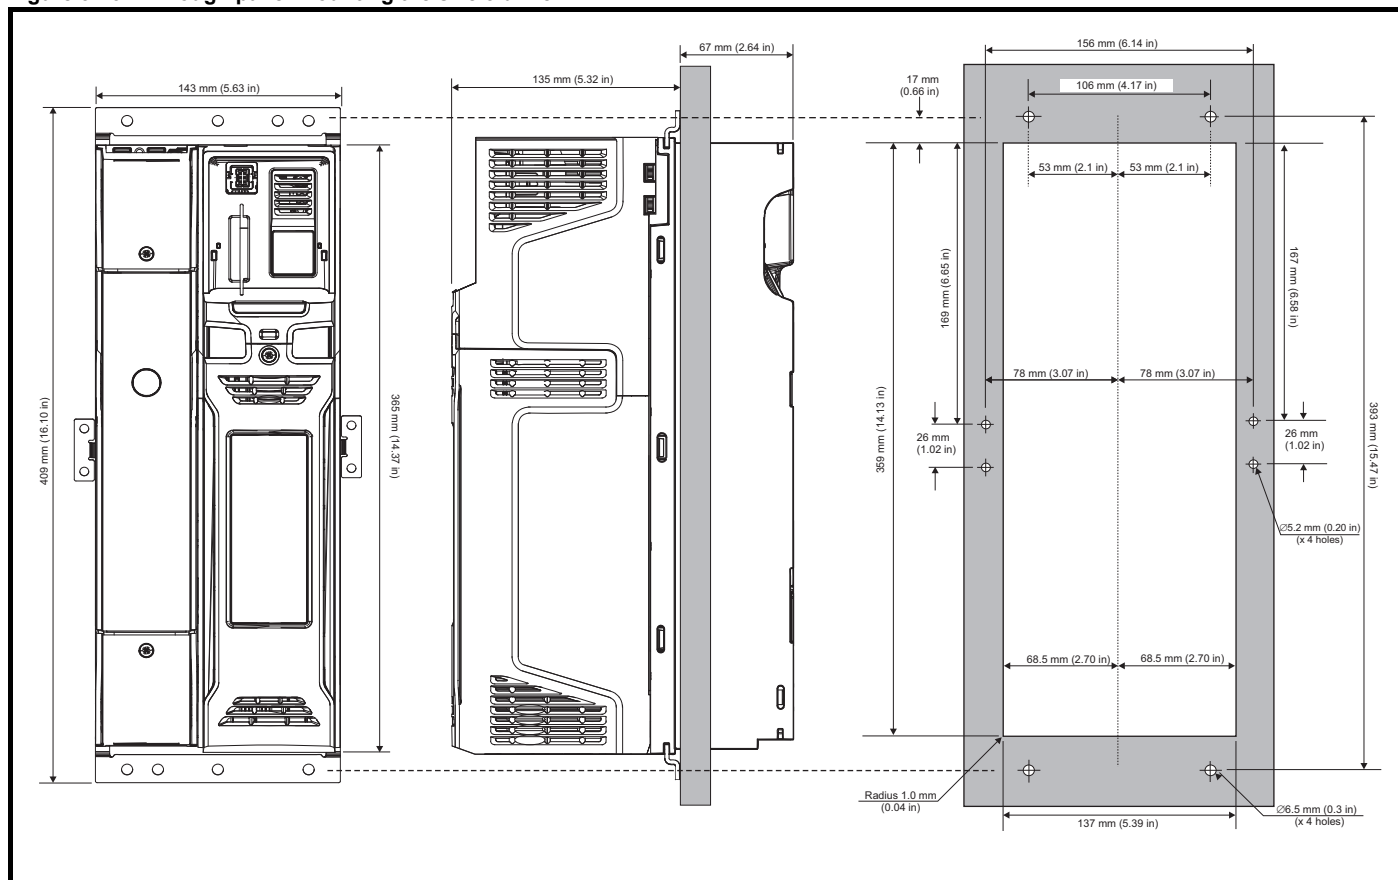 143 mm (5.63 in)
409 mm (16.10 in)
365 mm (14.37 in)
135 mm (5.32 in)
67 mm (2.64 in)
17 mm
(0.66 in)
156 mm (6.14 in)
106 mm (4.17 in)
53 mm (2.1 in)
53 mm (2.1 in)
169 mm (6.65 in)
167 mm (6.58 in)
78 mm (3.07 in)
78 mm (3.07 in)
359 mm (14.13 in)
393 mm (15.47 in)
26 mm
(1.02 in)
26 mm
(1.02 in)
Ø5.2 mm (0.20 in)
(x 4 holes)
68.5 mm (2.70 in)
68.5 mm (2.70 in)
Radius 1.0 mm
(0.04 in)
137 mm (5.39 in)
Ø6.5 mm (0.3 in)
(x 4 holes)